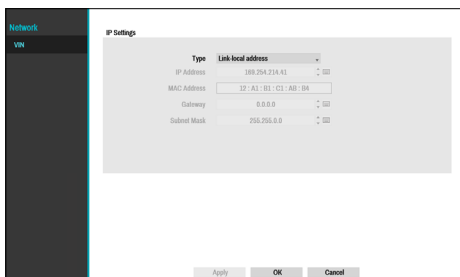 Network
VIN
IP Settings
Type Link-local address
IP Address 169.254.214.41
MAC Address 12 : A1 : B1 : C1 : AB : B4
Gateway 0.0.0.0
Subnet Mask 255.255.0.0
Apply OK Cancel